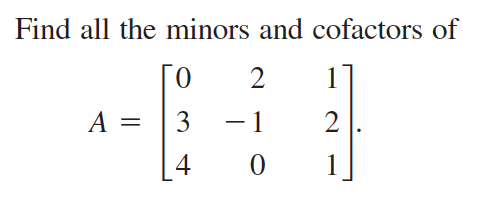 Find all the minors and cofactors of
0 2 1
A = 3 −1 2 .
4 0 1